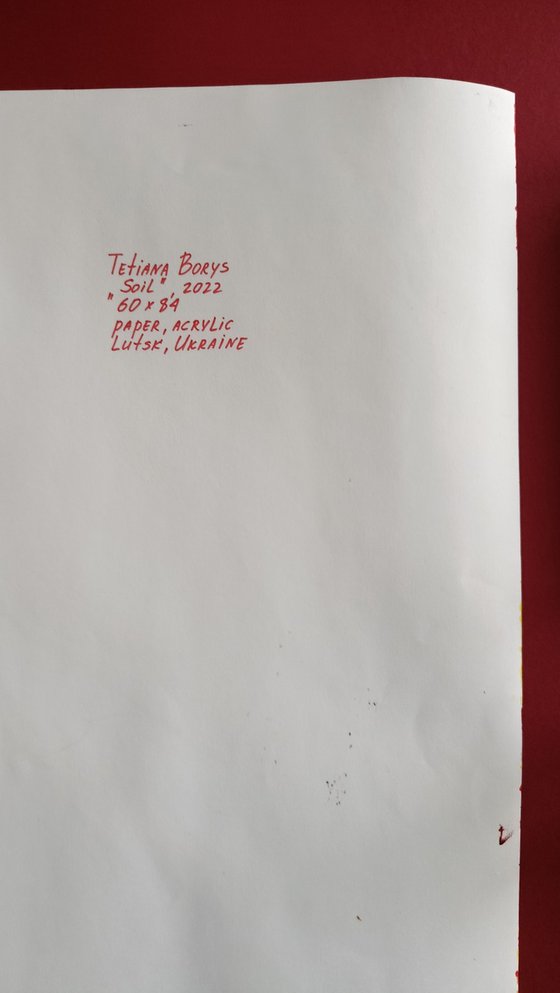 Tetiana Borys
"Soil", 2022
60 x 84
paper, acrylic
Lutsk, Ukraine